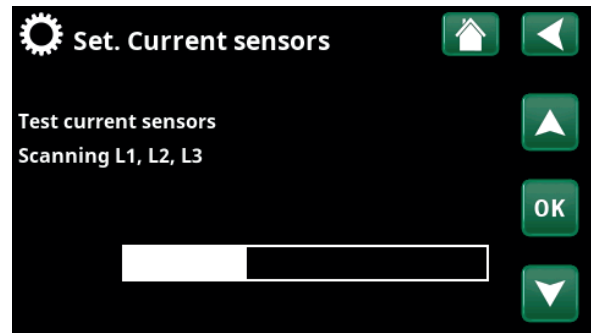 Set. Current sensors
Test current sensors
Scanning L1, L2, L3
OK